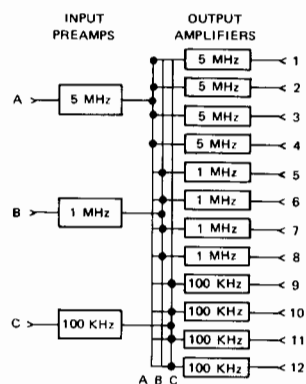 INPUT
PREAMPS
OUTPUT
AMPLIFIERS
A
5 MHz
B
1 MHz
C
100 KHz
5 MHz 1
5 MHz 2
5 MHz 3
5 MHz 4
1 MHz 5
1 MHz 6
1 MHz 7
1 MHz 8
100 KHz 9
100 KHz 10
100 KHz 11
100 KHz 12
A B C